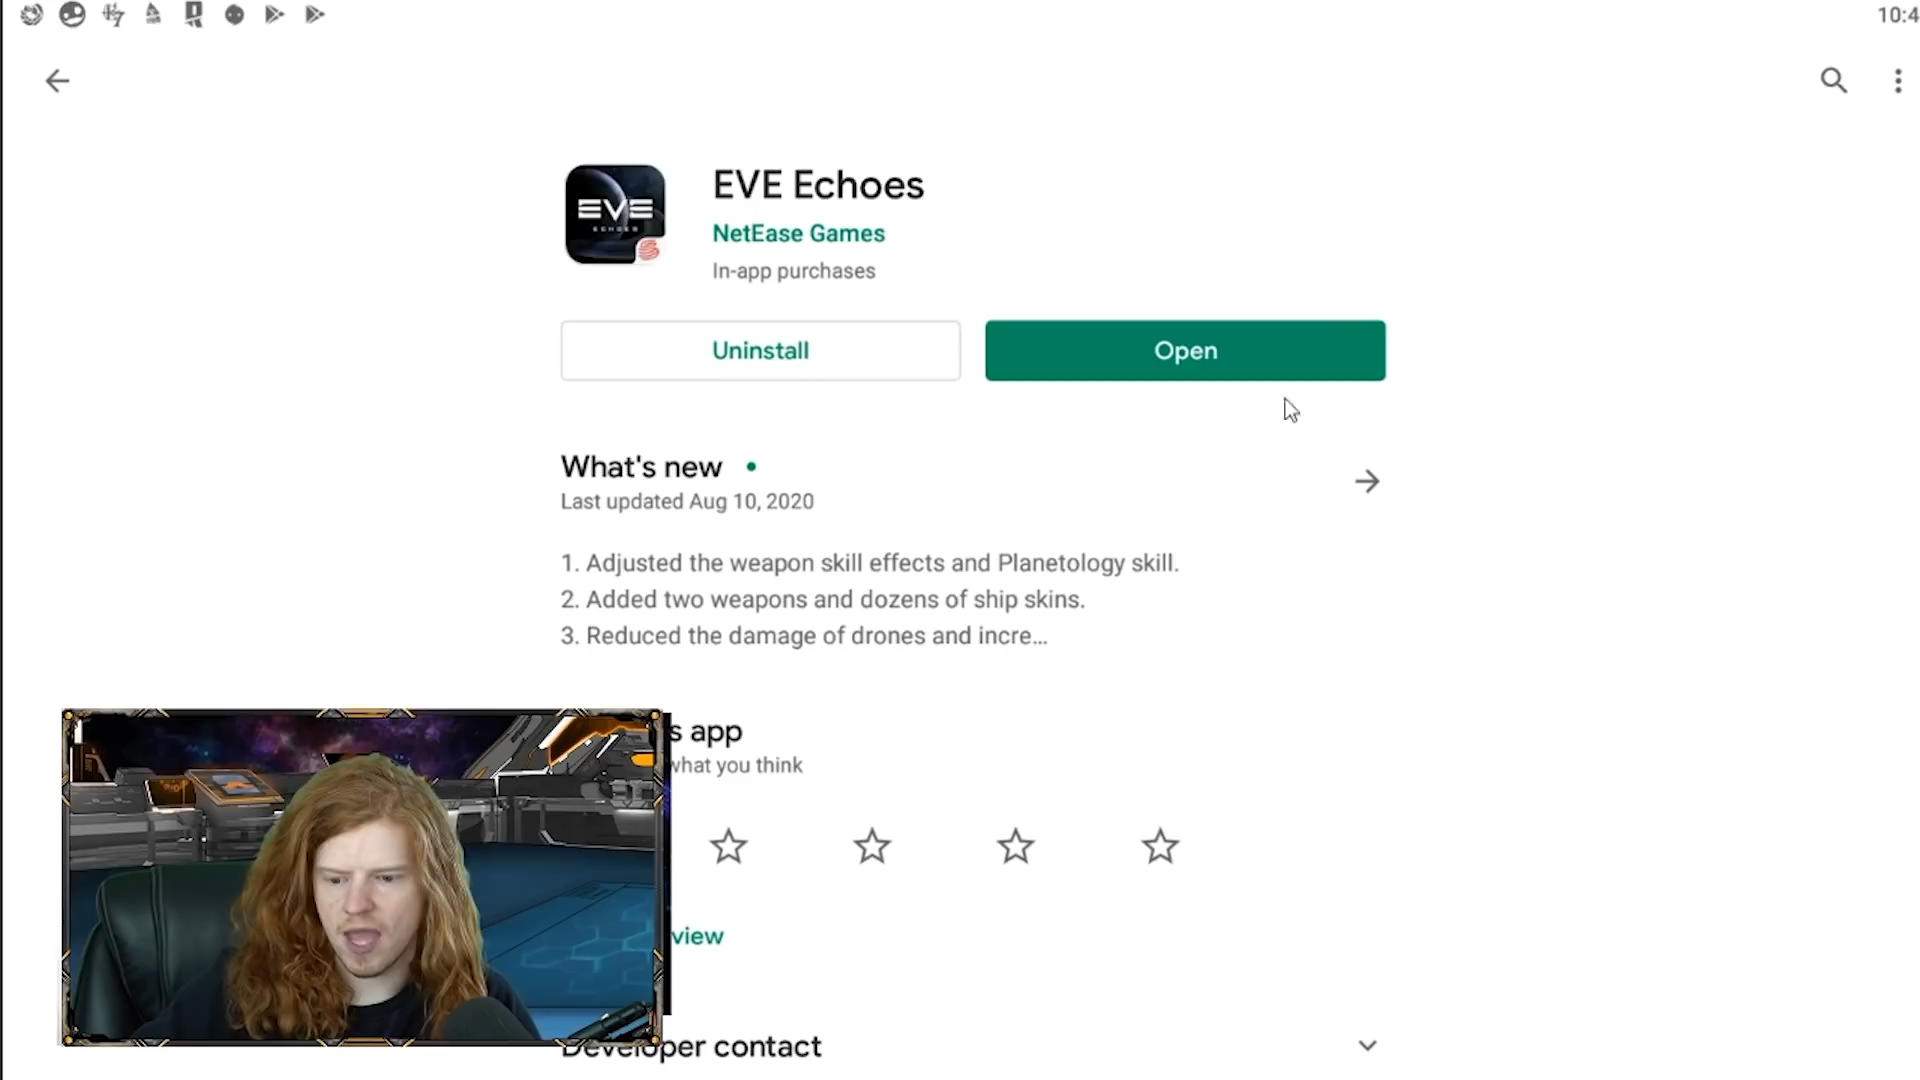 10:4
EVE Echoes
EVE
ECHOES
NetEase Games
In-app purchases
Uninstall
Open
What's new
Last updated Aug 10, 2020
1. Adjusted the weapon skill effects and Planetology skill.
2. Added two weapons and dozens of ship skins.
3. Reduced the damage of drones and incre...
s app
what you think
view
Developer contact